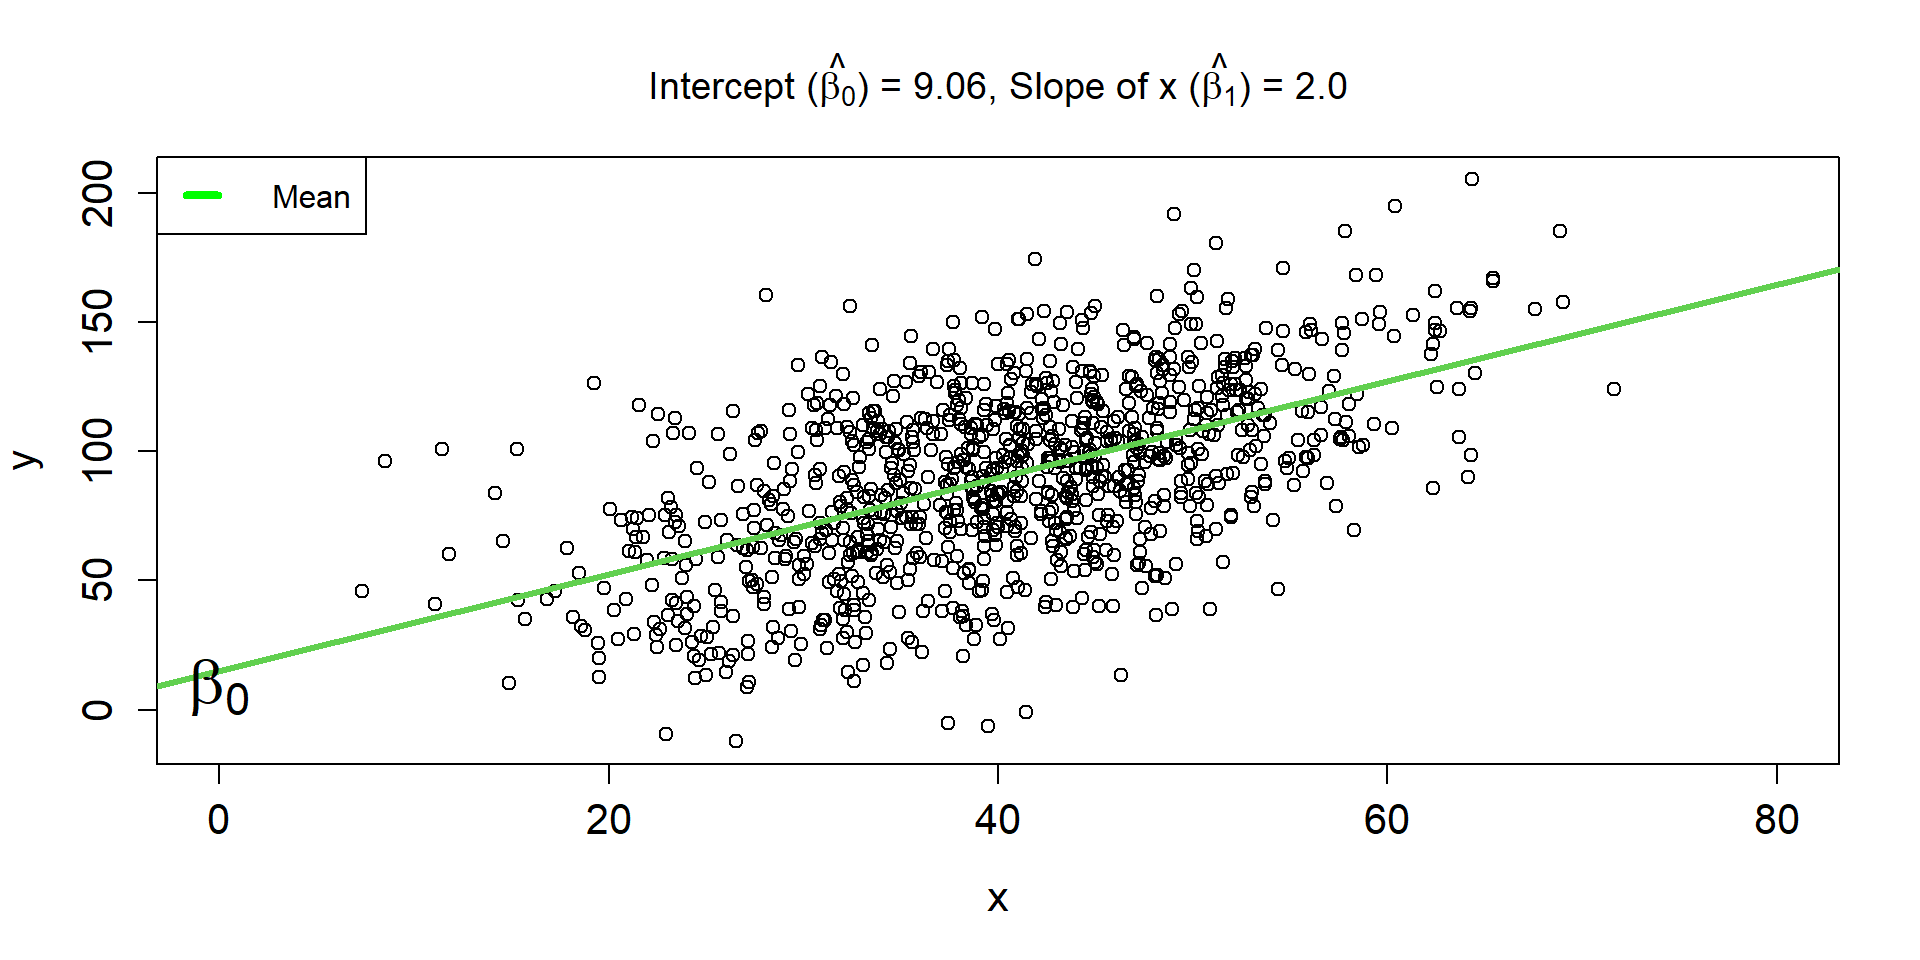 Intercept (β̂₀) = 9.06, Slope of x (β̂₁) = 2.0
Mean
y
200
150
100
50
0
β₀
0 20 40 60 80
x